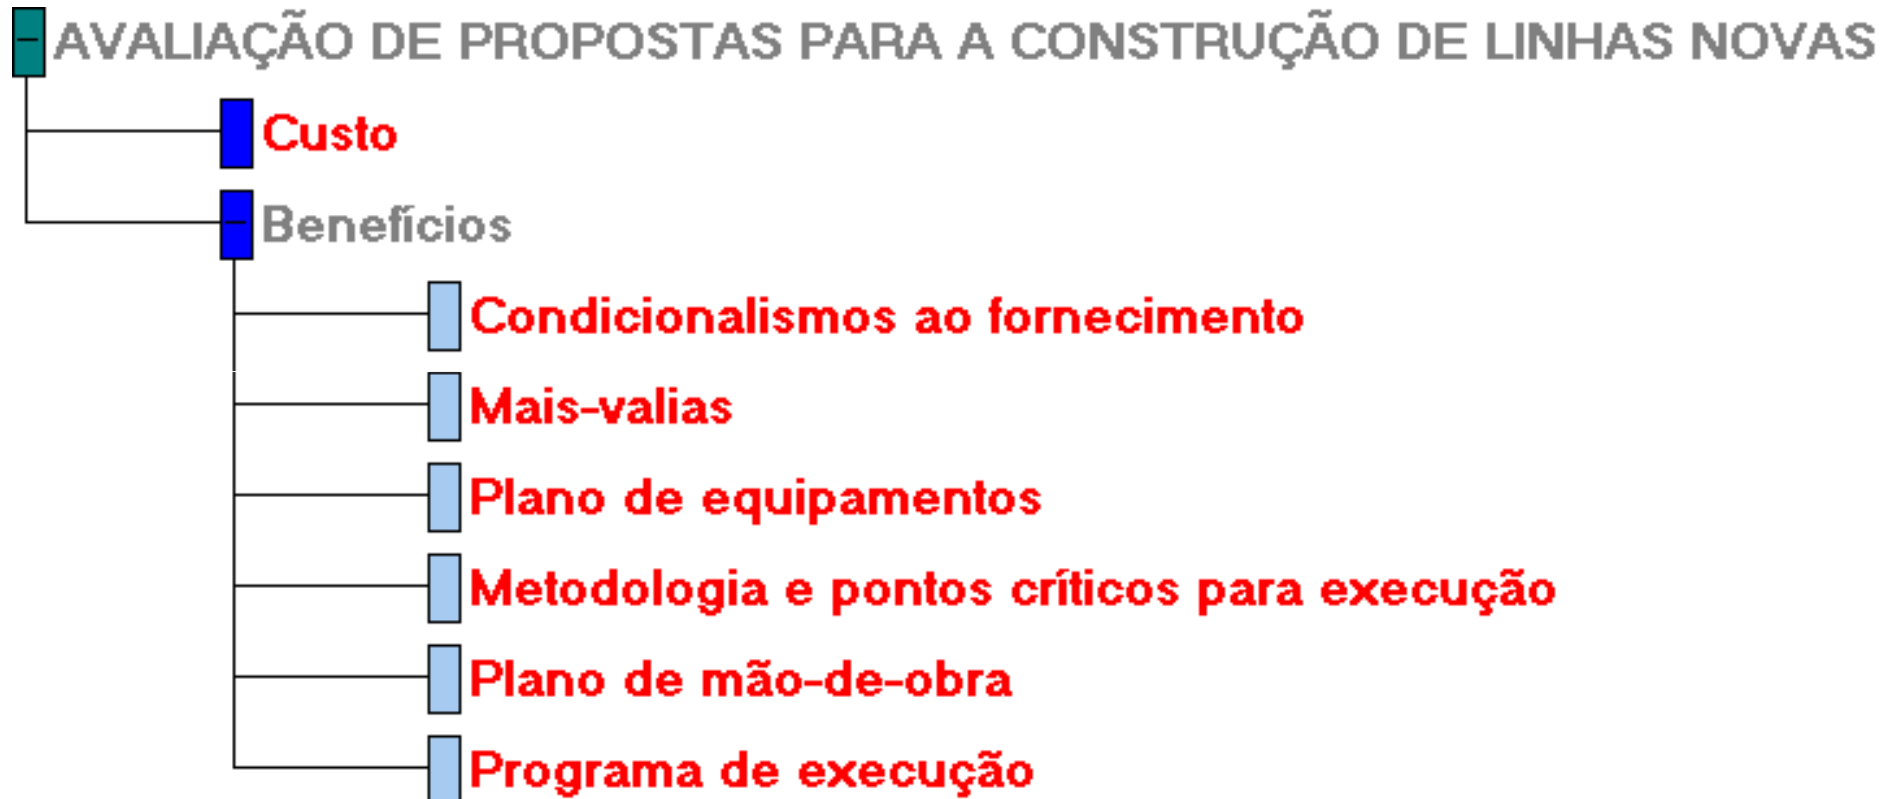 AVALIAÇÃO DE PROPOSTAS PARA A CONSTRUÇÃO DE LINHAS NOVAS
Custo
Benefícios
Condicionalismos ao fornecimento
Mais-valias
Plano de equipamentos
Metodologia e pontos críticos para execução
Plano de mão-de-obra
Programa de execução